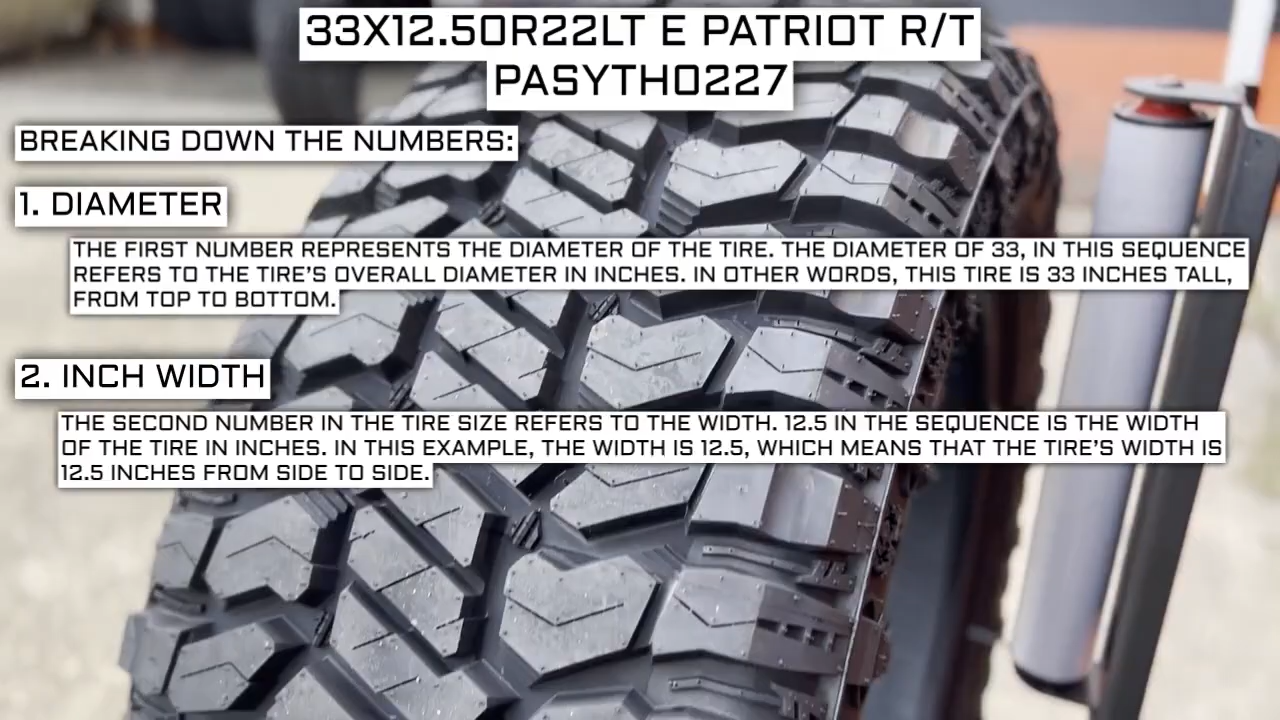 33X12.50R22LT E PATRIOT R/T
PASYTH0227
BREAKING DOWN THE NUMBERS:
1. DIAMETER
THE FIRST NUMBER REPRESENTS THE DIAMETER OF THE TIRE. THE DIAMETER OF 33, IN THIS SEQUENCE
REFERS TO THE TIRE'S OVERALL DIAMETER IN INCHES. IN OTHER WORDS, THIS TIRE IS 33 INCHES TALL,
FROM TOP TO BOTTOM.
2. INCH WIDTH
THE SECOND NUMBER IN THE TIRE SIZE REFERS TO THE WIDTH. 12.5 IN THE SEQUENCE IS THE WIDTH
OF THE TIRE IN INCHES. IN THIS EXAMPLE, THE WIDTH IS 12.5, WHICH MEANS THAT THE TIRE'S WIDTH IS
12.5 INCHES FROM SIDE TO SIDE.